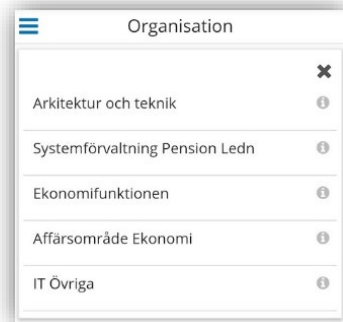 Organisation
Arkitektur och teknik
Systemförvaltning Pension Ledn
Ekonomifunktionen
Affärsområde Ekonomi
IT Övriga